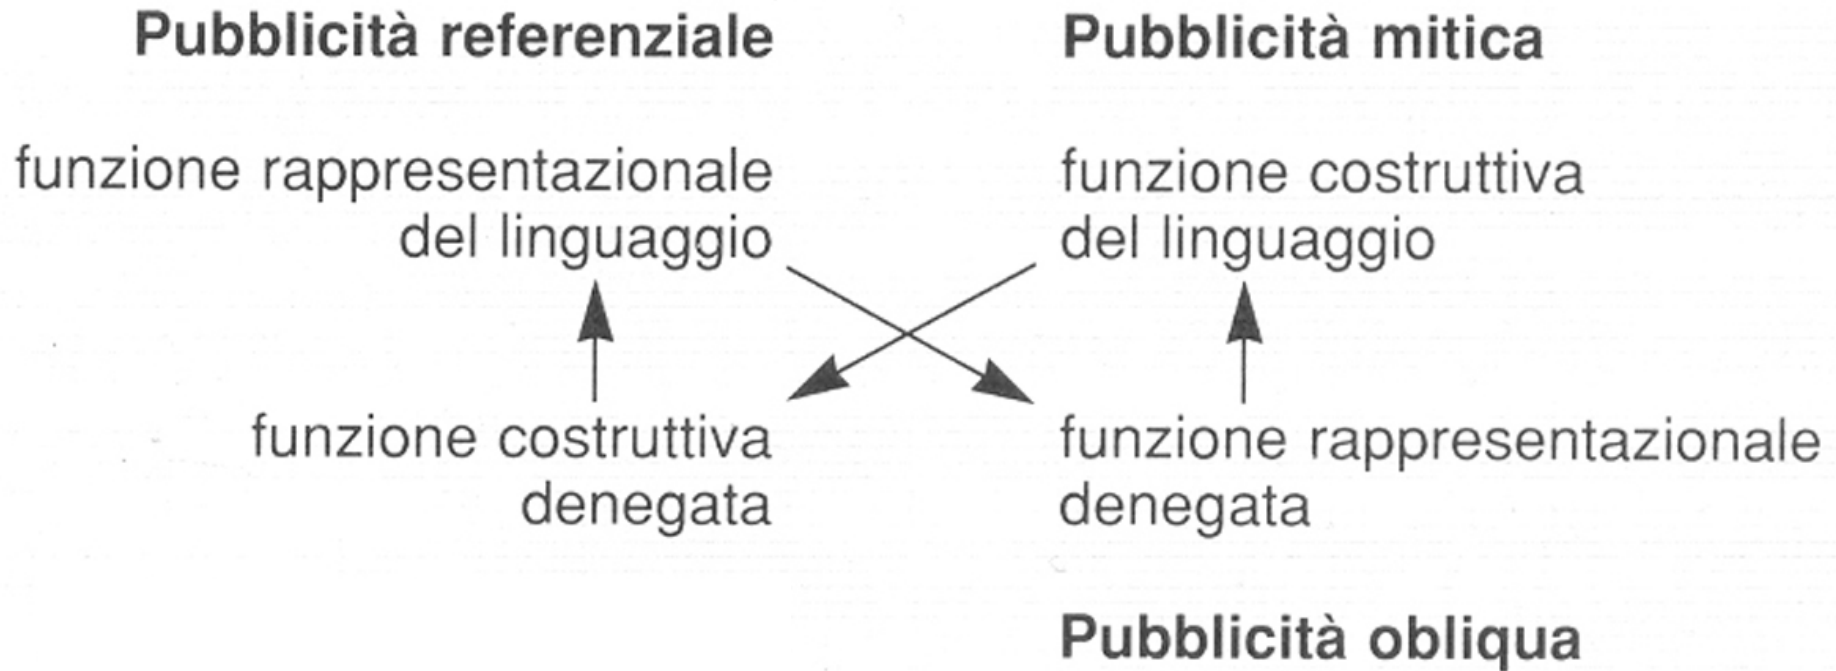 Pubblicità referenziale
Pubblicità mitica
funzione rappresentazionale
del linguaggio
funzione costruttiva
del linguaggio
funzione costruttiva
denegata
funzione rappresentazionale
denegata
Pubblicità obliqua